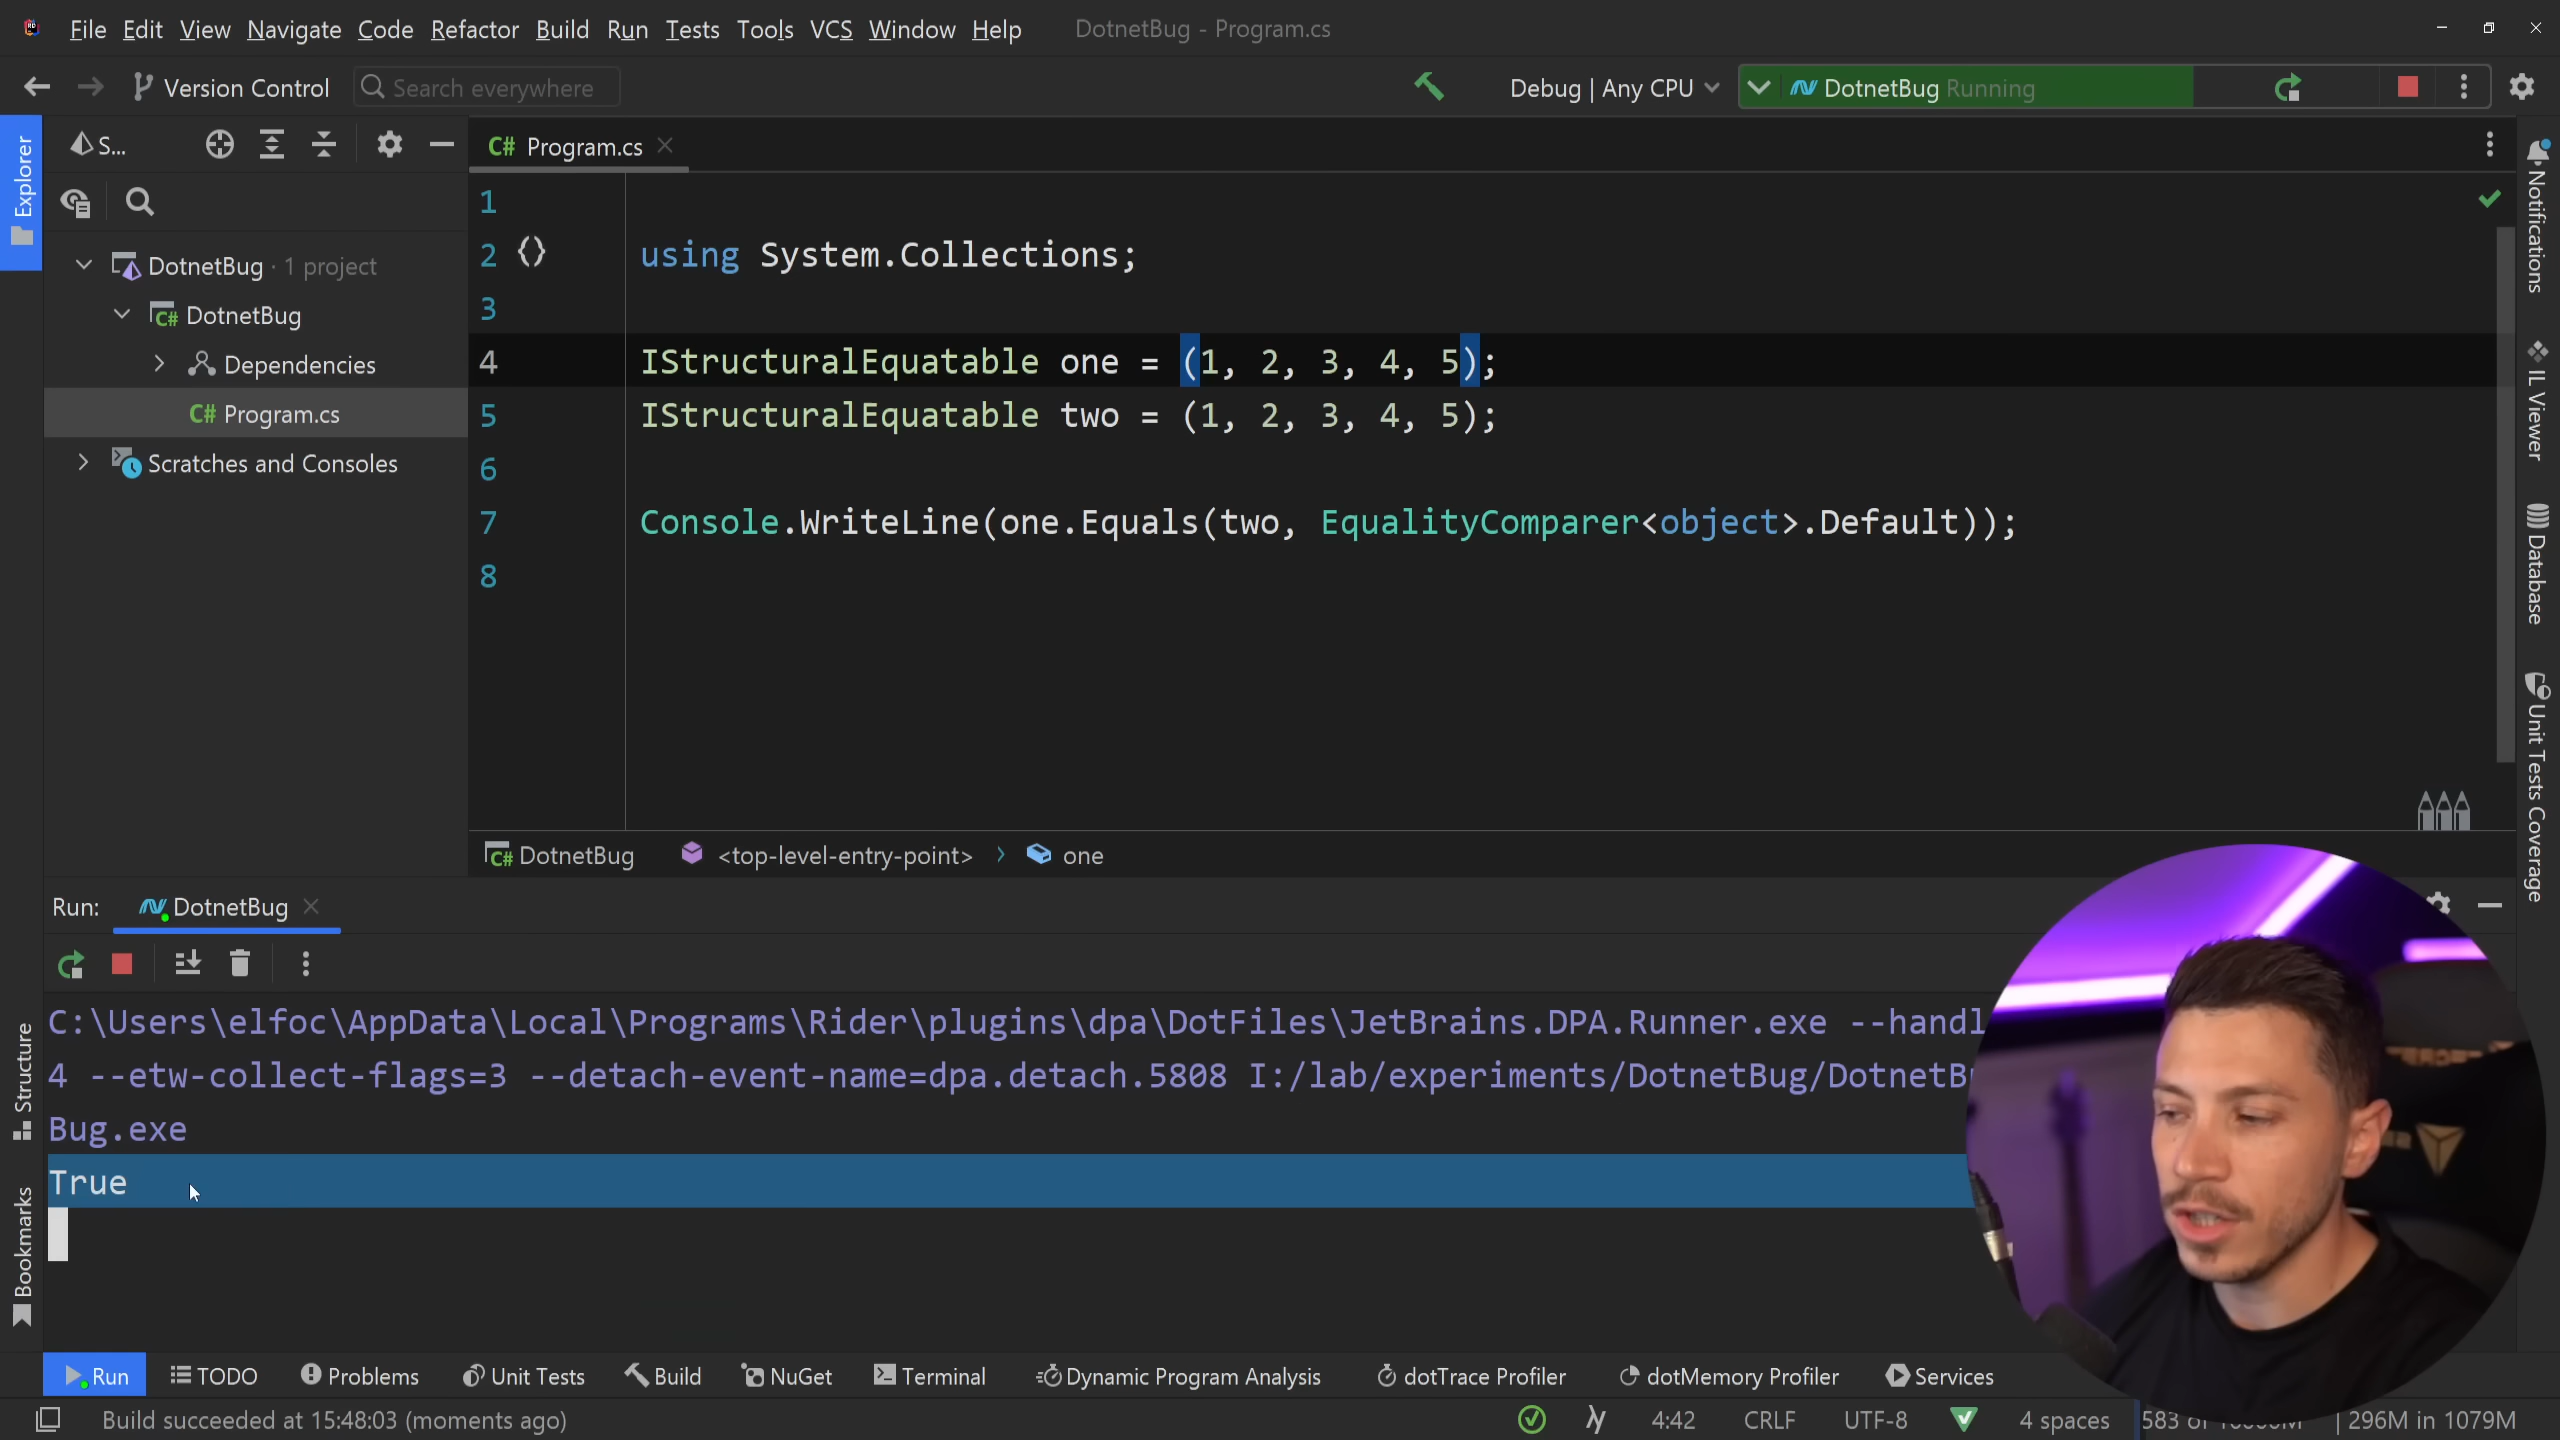 File Edit View Navigate Code Refactor Build Run Tests Tools VCS Window Help DotnetBug - Program.cs
Version Control Search everywhere Debug | Any CPU DotnetBug Running
S... C# Program.cs
Explorer
DotnetBug · 1 project
C# DotnetBug
Dependencies
C# Program.cs
Scratches and Consoles
1
2 {} using System.Collections;
3
4 IStructuralEquatable one = (1, 2, 3, 4, 5);
5 IStructuralEquatable two = (1, 2, 3, 4, 5);
6
7 Console.WriteLine(one.Equals(two, EqualityComparer<object>.Default));
8
Notifications
IL Viewer
Database
Unit Tests Coverage
C# DotnetBug <top-level-entry-point> › one
Run: DotnetBug
C:\Users\elfoc\AppData\Local\Programs\Rider\plugins\dpa\DotFiles\JetBrains.DPA.Runner.exe --handl
4 --etw-collect-flags=3 --detach-event-name=dpa.detach.5808 I:/lab/experiments/DotnetBug/DotnetBu
Bug.exe
True
Structure
Bookmarks
Run TODO Problems Unit Tests Build NuGet Terminal Dynamic Program Analysis dotTrace Profiler dotMemory Profiler Services
Build succeeded at 15:48:03 (moments ago) 4:42 CRLF UTF-8 4 spaces 583 of 296M in 1079M